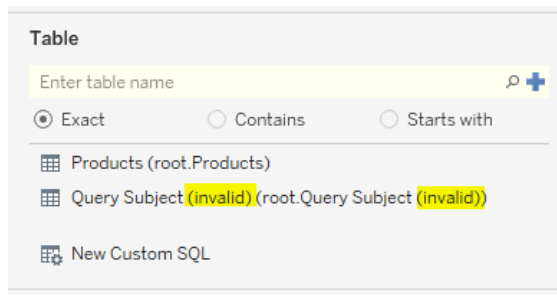 Table
Enter table name
Exact Contains Starts with
Products (root.Products)
Query Subject (invalid) (root.Query Subject (invalid))
New Custom SQL